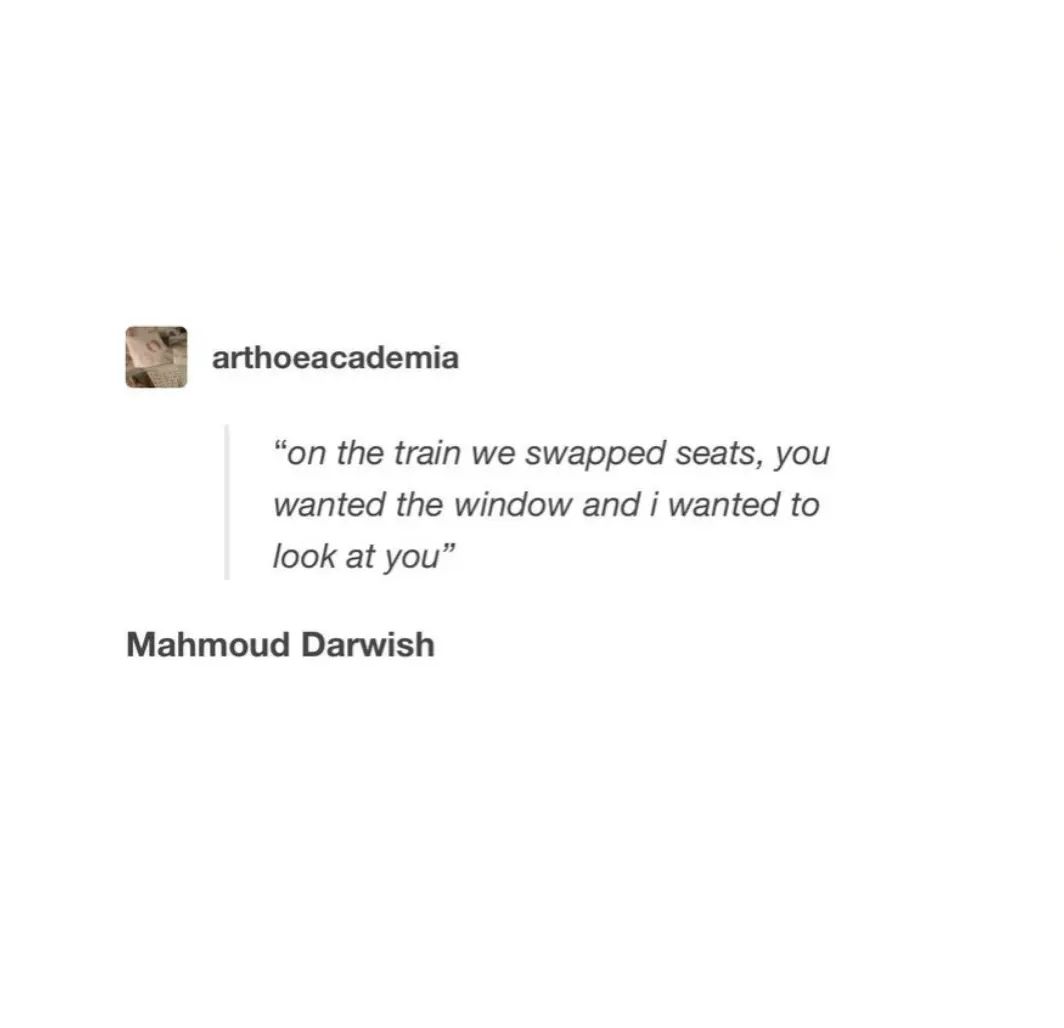 arthoeacademia
“on the train we swapped seats, you
wanted the window and i wanted to
look at you”
Mahmoud Darwish